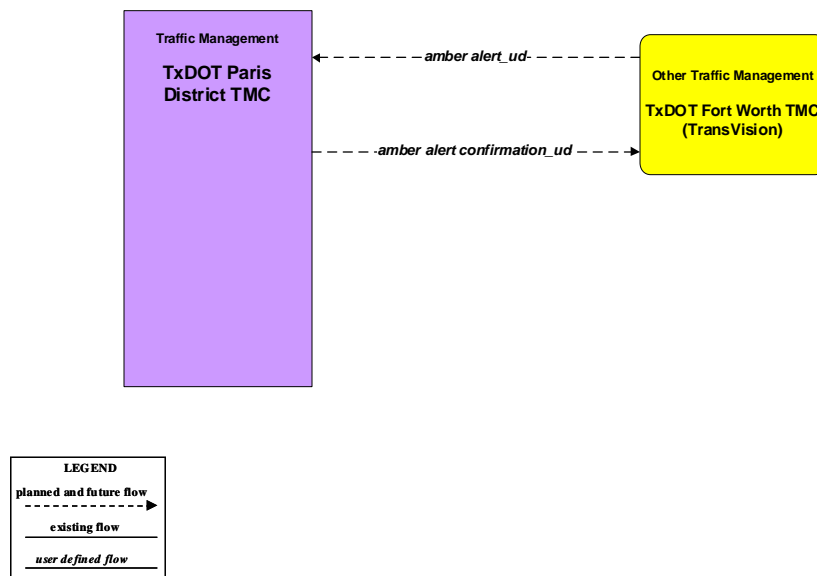 Traffic Management
TxDOT Paris
District TMC
amber alert_ud
Other Traffic Management
TxDOT Fort Worth TMC
(TransVision)
amber alert confirmation_ud
LEGEND
planned and future flow
existing flow
user defined flow